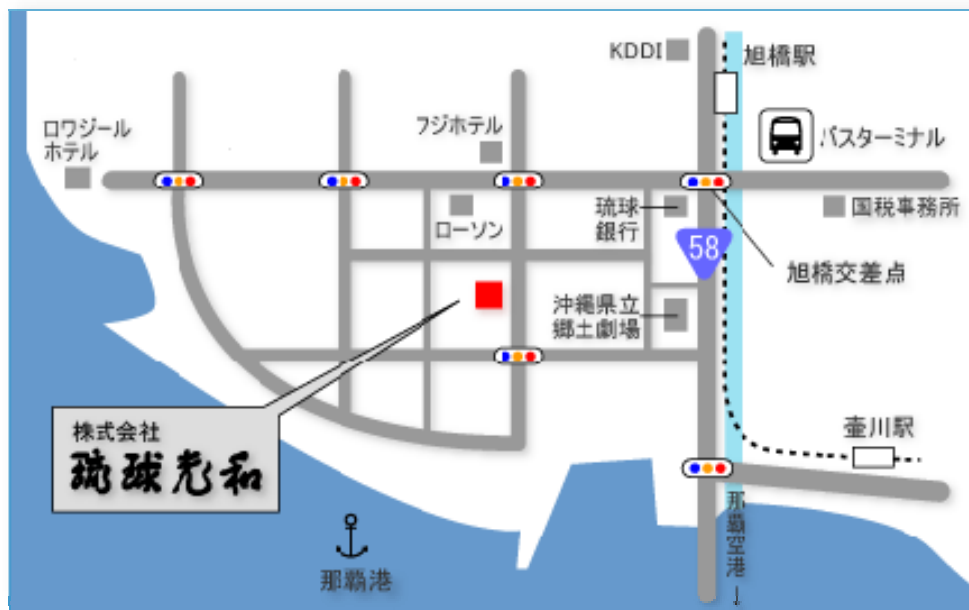 KDDI
旭橋駅
ロワジール
ホテル
フジホテル
バスターミナル
琉球
銀行
国税事務所
ローソン
58
旭橋交差点
沖縄県立
郷土劇場
株式会社
琉球光和
壷川駅
那覇空港
↓
那覇港